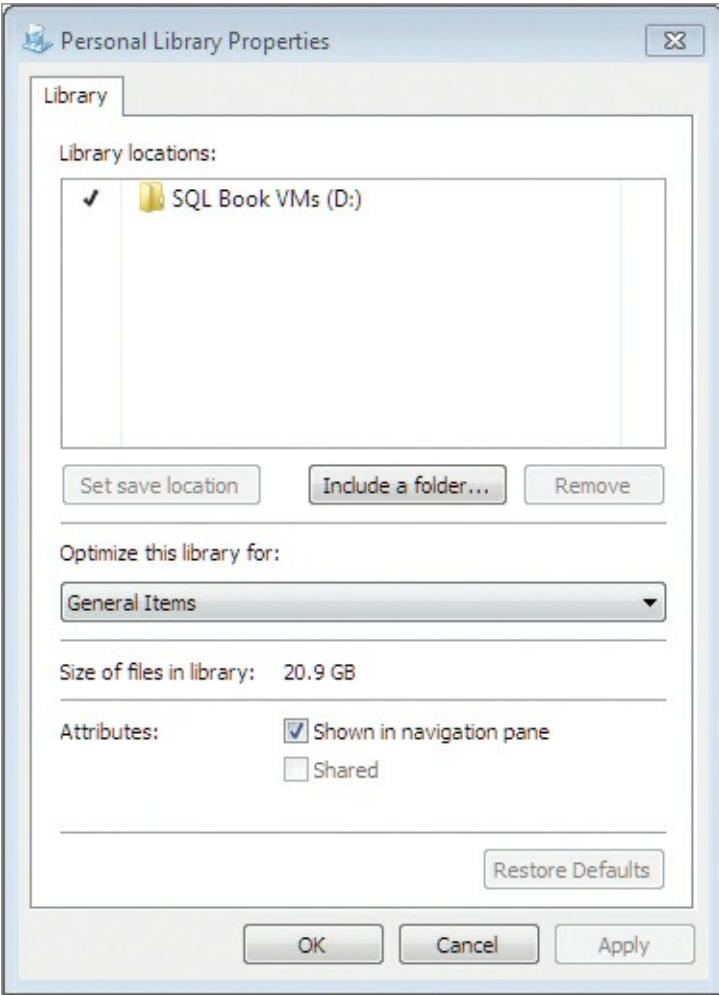 Personal Library Properties
Library
Library locations:
SQL Book VMs (D:)
Set save location Include a folder... Remove
Optimize this library for:
General Items
Size of files in library: 20.9 GB
Attributes: Shown in navigation pane
Shared
Restore Defaults
OK Cancel Apply